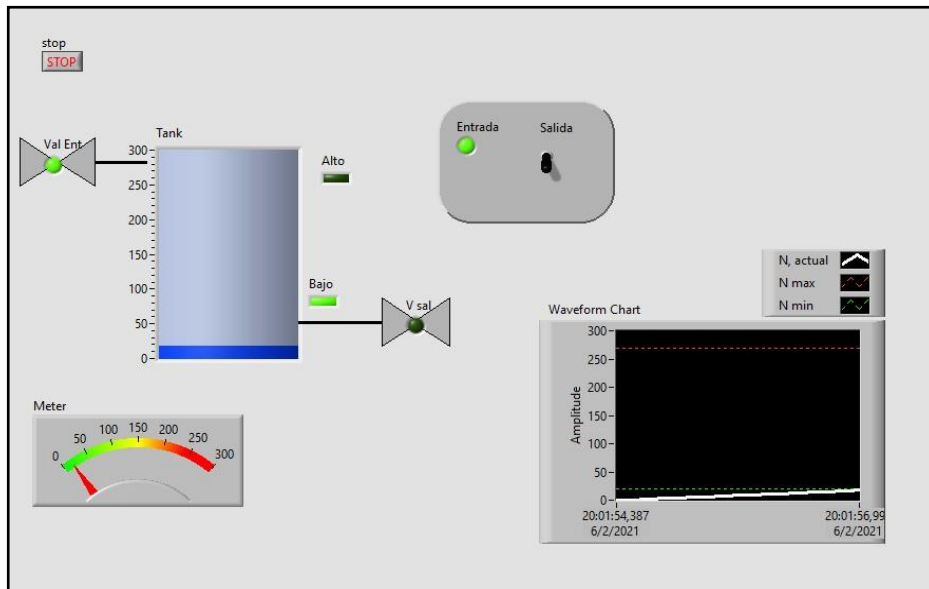 stop
STOP
Val Ent
Tank
300
250
200
150
100
50
0
Alto
Bajo
V sal
Entrada
Salida
N, actual
N max
N min
Waveform Chart
Amplitude
300
250
200
150
100
50
0
20:01:54,387
6/2/2021
20:01:56,99
6/2/2021
Meter
0
50
100
150
200
250
300